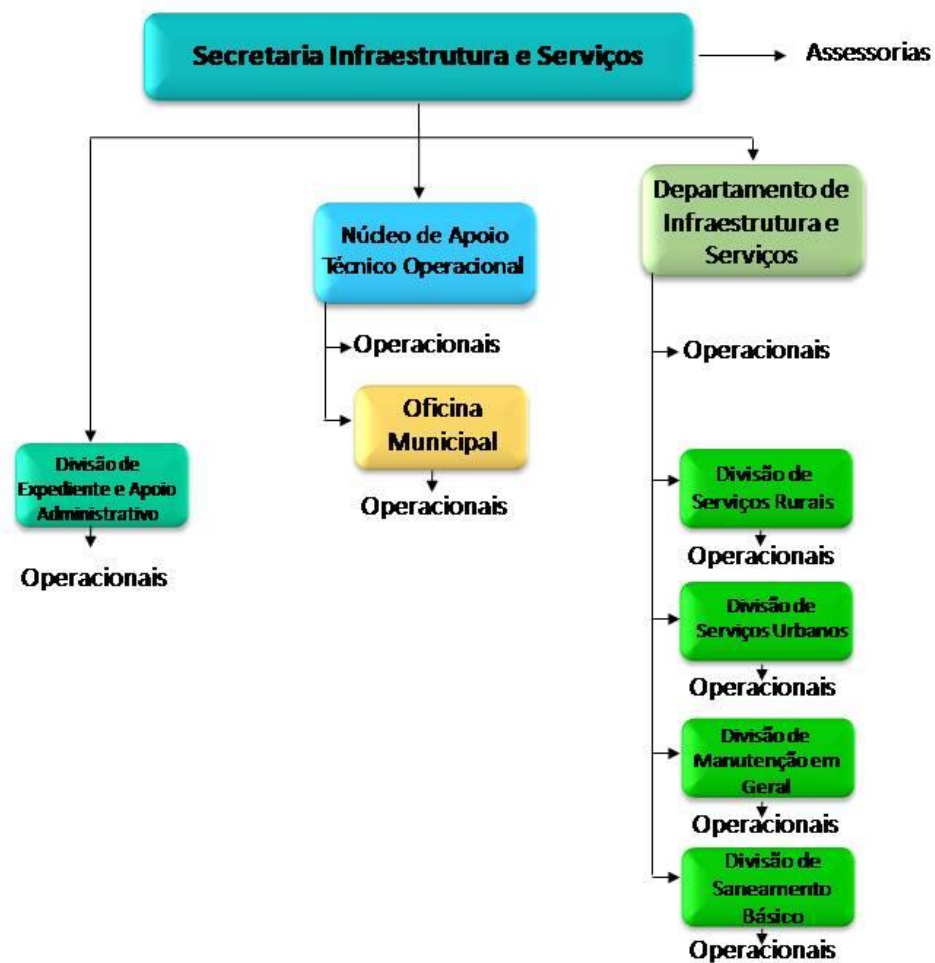 Secretaria Infraestrutura e Serviços
Assessorias
Núcleo de Apoio
Técnico Operacional
Operacionais
Oficina
Municipal
Operacionais
Divisão de
Expediente e Apoio
Administrativo
Operacionais
Departamento de
Infraestrutura e
Serviços
Operacionais
Divisão de
Serviços Rurais
Operacionais
Divisão de
Serviços Urbanos
Operacionais
Divisão de
Manutenção em
Geral
Operacionais
Divisão de
Saneamento
Básico
Operacionais